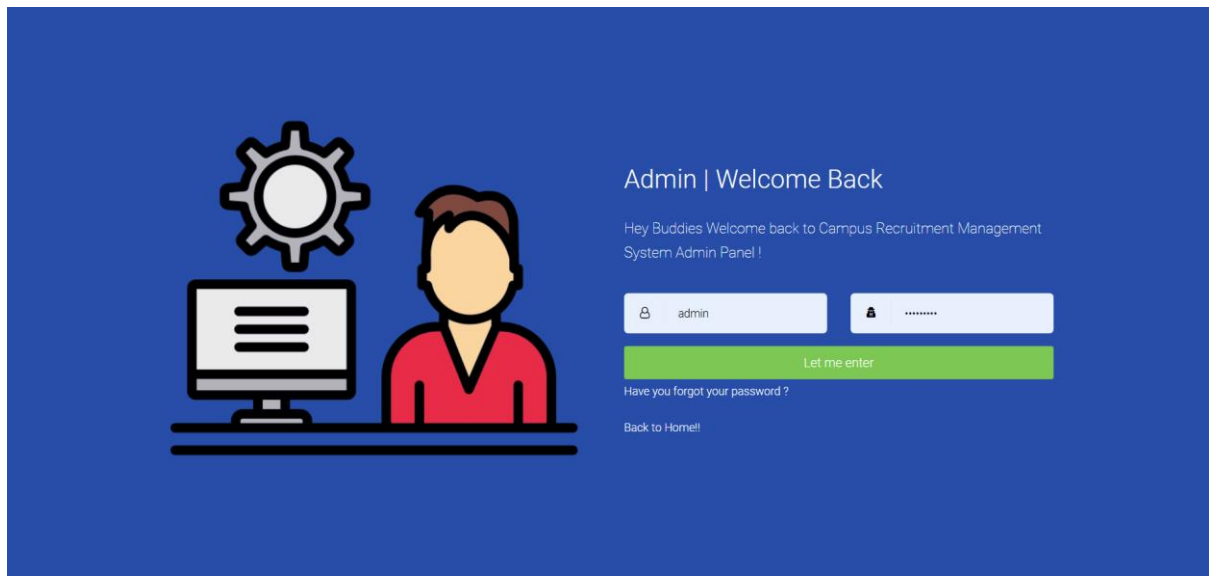 Admin | Welcome Back
Hey Buddies Welcome back to Campus Recruitment Management
System Admin Panel !
admin
•••••••••
Let me enter
Have you forgot your password ?
Back to Home!!